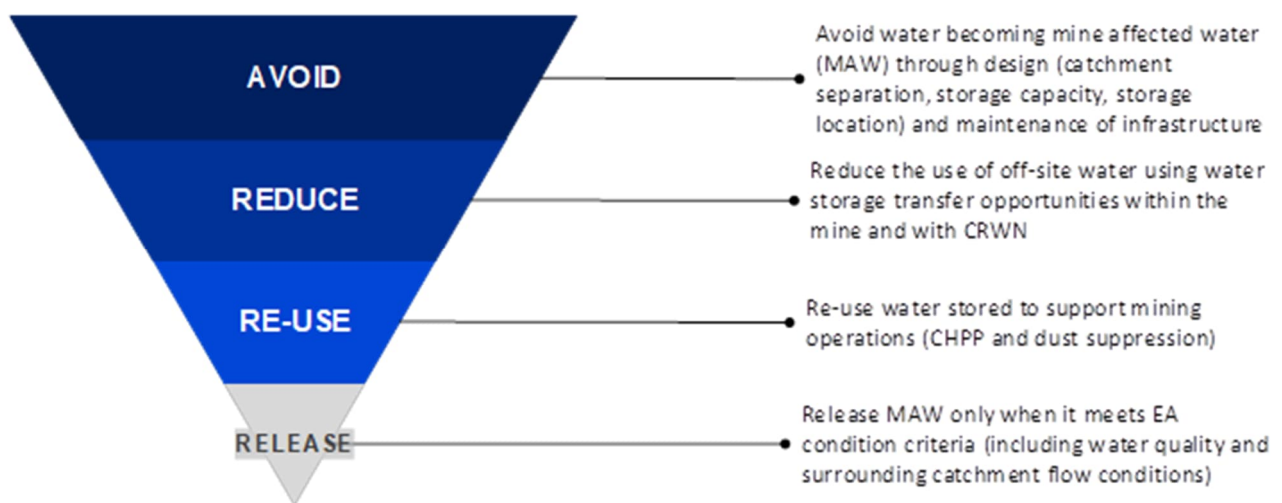 AVOID
Avoid water becoming mine affected water
(MAW) through design (catchment
separation, storage capacity, storage
location) and maintenance of infrastructure
REDUCE
Reduce the use of off-site water using water
storage transfer opportunities within the
mine and with CRWN
RE-USE
Re-use water stored to support mining
operations (CHPP and dust suppression)
RELEASE
Release MAW only when it meets EA
condition criteria (including water quality and
surrounding catchment flow conditions)